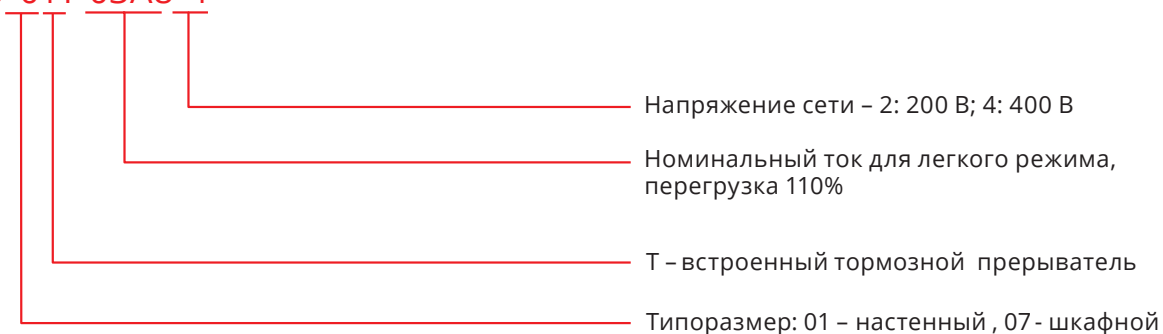 Напряжение сети – 2: 200 В; 4: 400 В
Номинальный ток для легкого режима,
перегрузка 110%
Т – встроенный тормозной прерыватель
Типоразмер: 01 – настенный , 07 - шкафной